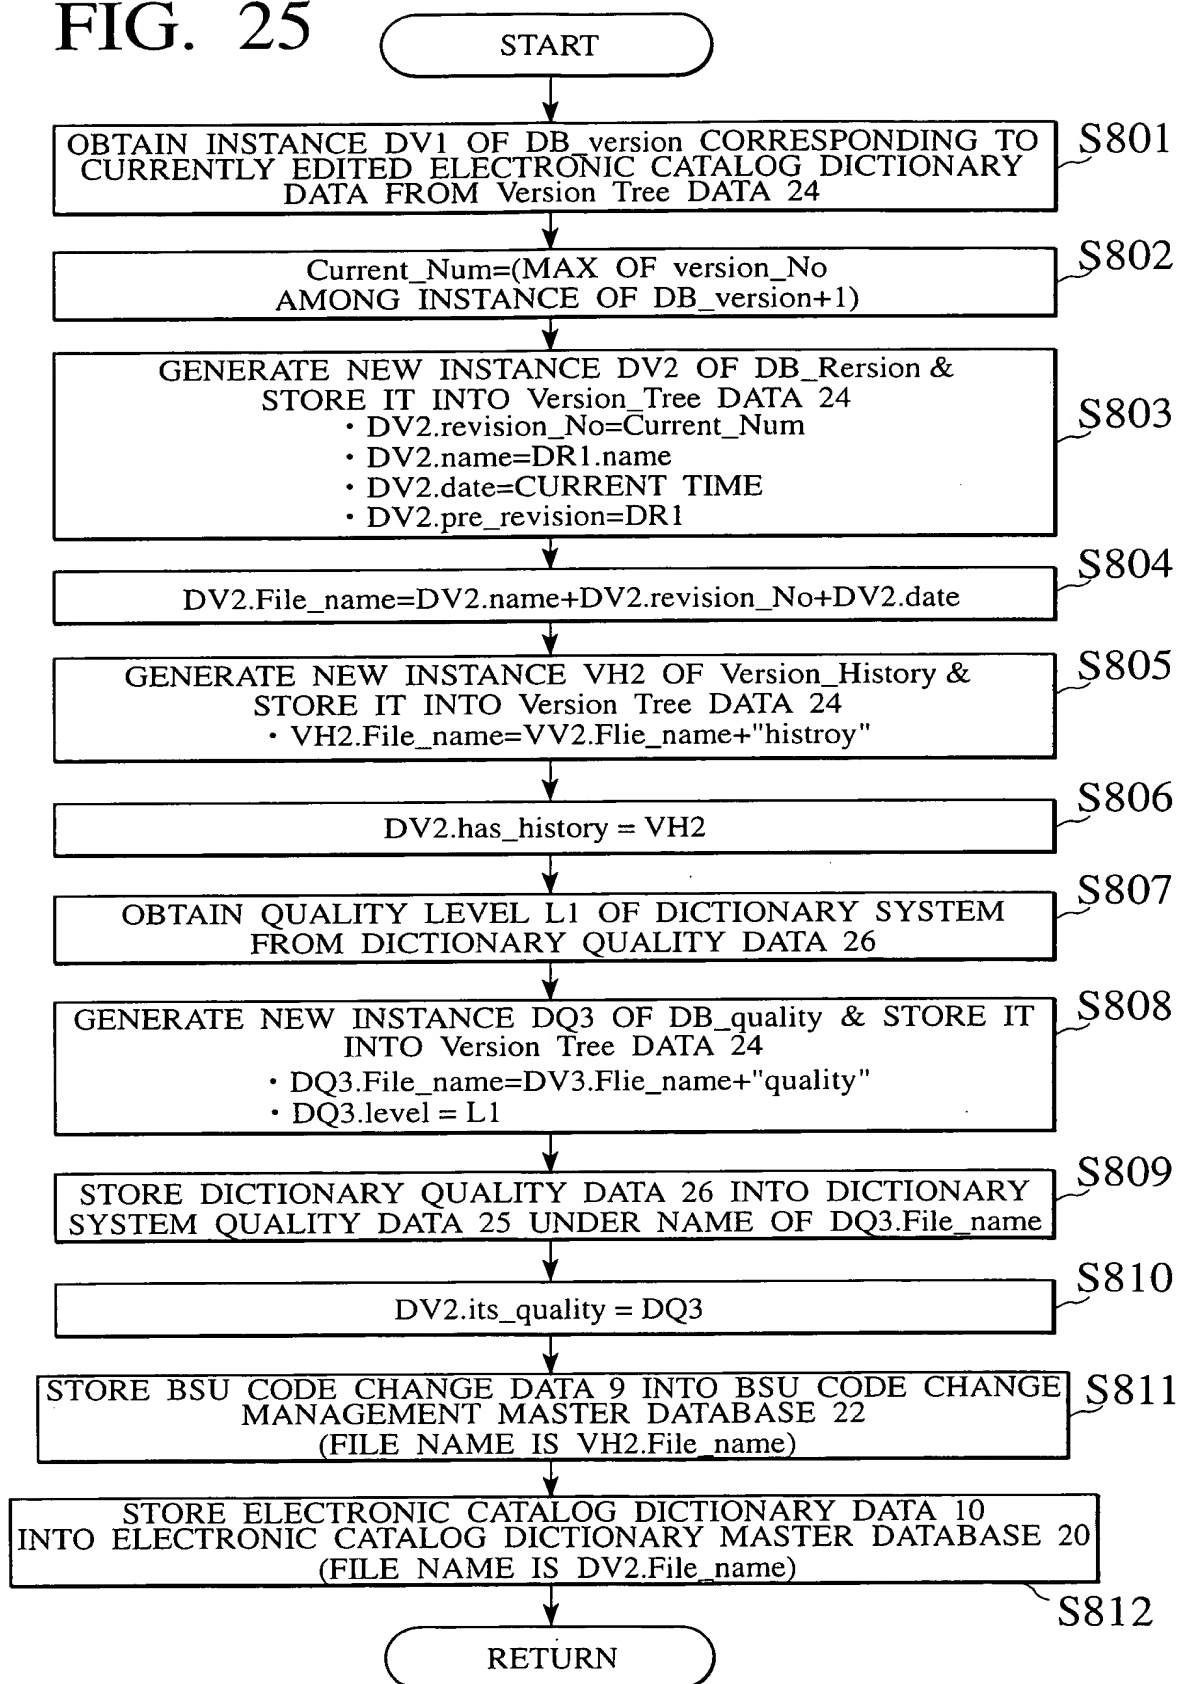 FIG. 25
START
OBTAIN INSTANCE DV1 OF DB_version CORRESPONDING TO
CURRENTLY EDITED ELECTRONIC CATALOG DICTIONARY
DATA FROM Version Tree DATA 24
S801
Current_Num=(MAX OF version_No
AMONG INSTANCE OF DB_version+1)
S802
GENERATE NEW INSTANCE DV2 OF DB_Rersion &
STORE IT INTO Version_Tree DATA 24
・DV2.revision_No=Current_Num
・DV2.name=DR1.name
・DV2.date=CURRENT TIME
・DV2.pre_revision=DR1
S803
DV2.File_name=DV2.name+DV2.revision_No+DV2.date
S804
GENERATE NEW INSTANCE VH2 OF Version_History &
STORE IT INTO Version Tree DATA 24
・VH2.File_name=VV2.Flie_name+"histroy"
S805
DV2.has_history = VH2
S806
OBTAIN QUALITY LEVEL L1 OF DICTIONARY SYSTEM
FROM DICTIONARY QUALITY DATA 26
S807
GENERATE NEW INSTANCE DQ3 OF DB_quality & STORE IT
INTO Version Tree DATA 24
・DQ3.File_name=DV3.Flie_name+"quality"
・DQ3.level = L1
S808
STORE DICTIONARY QUALITY DATA 26 INTO DICTIONARY
SYSTEM QUALITY DATA 25 UNDER NAME OF DQ3.File_name
S809
DV2.its_quality = DQ3
S810
STORE BSU CODE CHANGE DATA 9 INTO BSU CODE CHANGE
MANAGEMENT MASTER DATABASE 22
(FILE NAME IS VH2.File_name)
S811
STORE ELECTRONIC CATALOG DICTIONARY DATA 10
INTO ELECTRONIC CATALOG DICTIONARY MASTER DATABASE 20
(FILE NAME IS DV2.File_name)
S812
RETURN